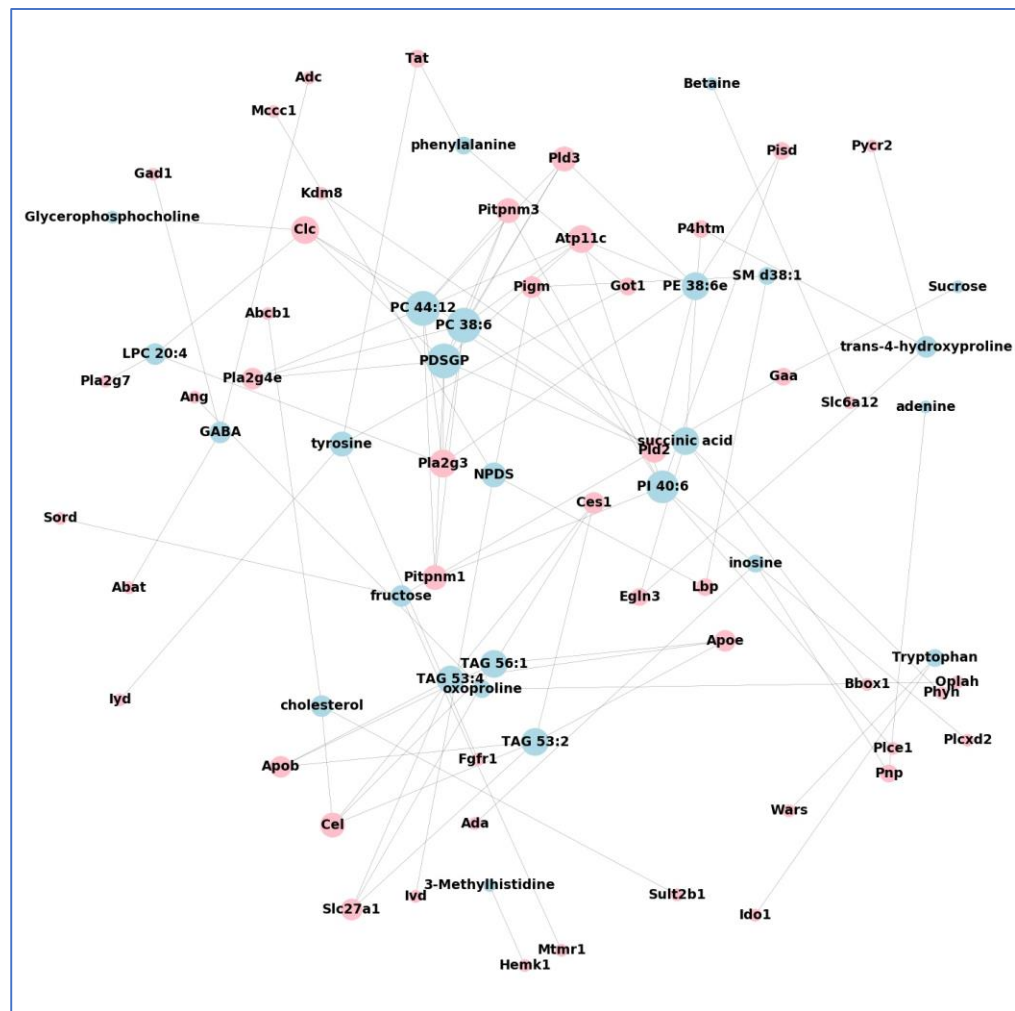 Tat
Adc
Betaine
Mccc1
phenylalanine
Pld3
Pisd
Pycr2
Gad1
Kdm8
Glycerophosphocholine
Pitpnm3
Clc
P4htm
Atp11c
SM d38:1
Pigm
Got1
PE 38:6e
Sucrose
PC 44:12
Abcb1
PC 38:6
trans-4-hydroxyproline
LPC 20:4
PDSGP
Pla2g7
Pla2g4e
Gaa
Ang
Slc6a12
adenine
GABA
tyrosine
succinic acid
Pld2
Pla2g3
NPDS
PI 40:6
Ces1
Sord
inosine
Pitpnm1
Abat
Lbp
fructose
Egln3
Apoe
TAG 56:1
Tryptophan
TAG 53:4
oxoproline
Bbox1
Oplah
Phyh
Iyd
cholesterol
TAG 53:2
Plcxd2
Plce1
Fgfr1
Apob
Pnp
Wars
Cel
Ada
3-Methylhistidine
Ivd
Sult2b1
Slc27a1
Ido1
Mtmr1
Hemk1